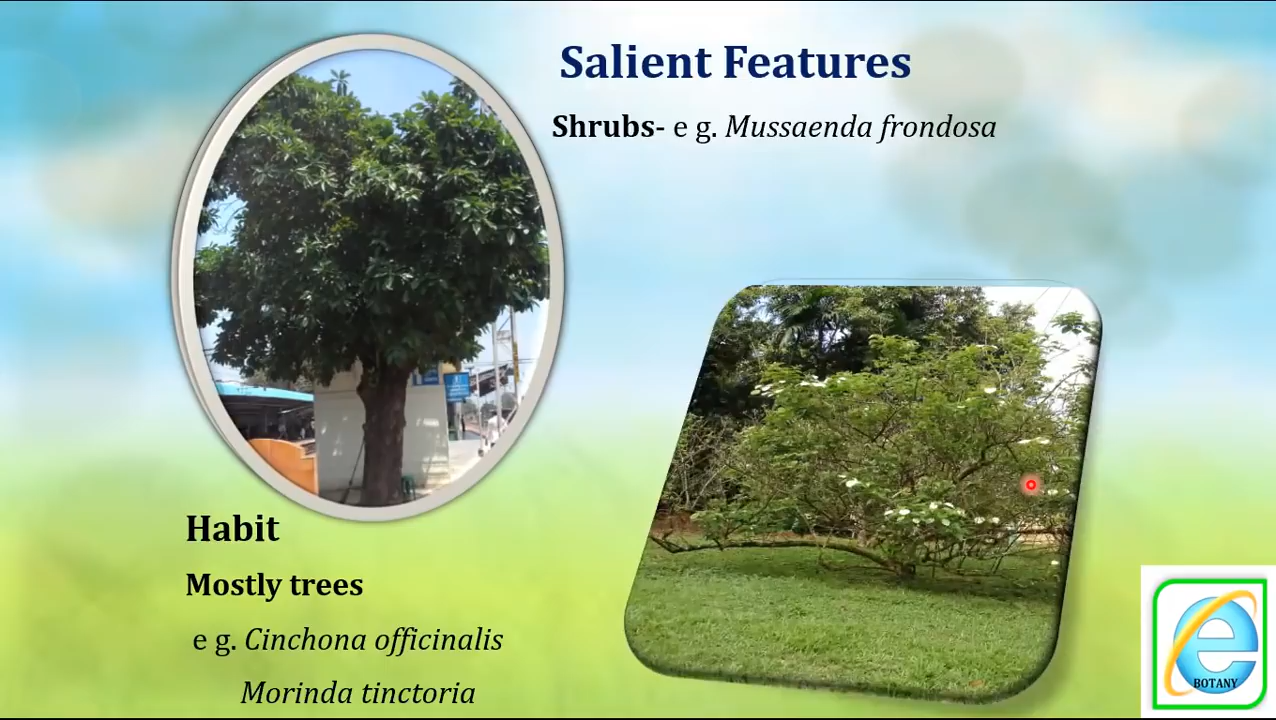 Salient Features
Shrubs- e g. Mussaenda frondosa
Habit
Mostly trees
e g. Cinchona officinalis
Morinda tinctoria
e
BOTANY